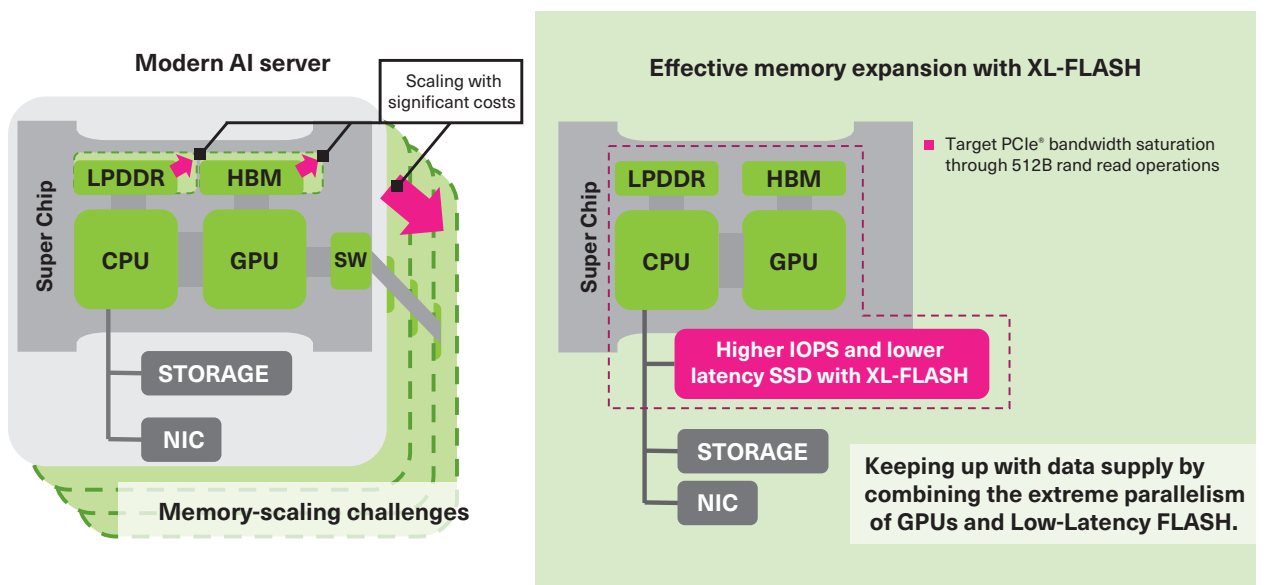 Modern AI server
Scaling with
significant costs
Super Chip
LPDDR
HBM
CPU
GPU
SW
STORAGE
NIC
Memory-scaling challenges
Effective memory expansion with XL-FLASH
Target PCIe® bandwidth saturation
through 512B rand read operations
Super Chip
LPDDR
HBM
CPU
GPU
Higher IOPS and lower
latency SSD with XL-FLASH
STORAGE
NIC
Keeping up with data supply by
combining the extreme parallelism
of GPUs and Low-Latency FLASH.